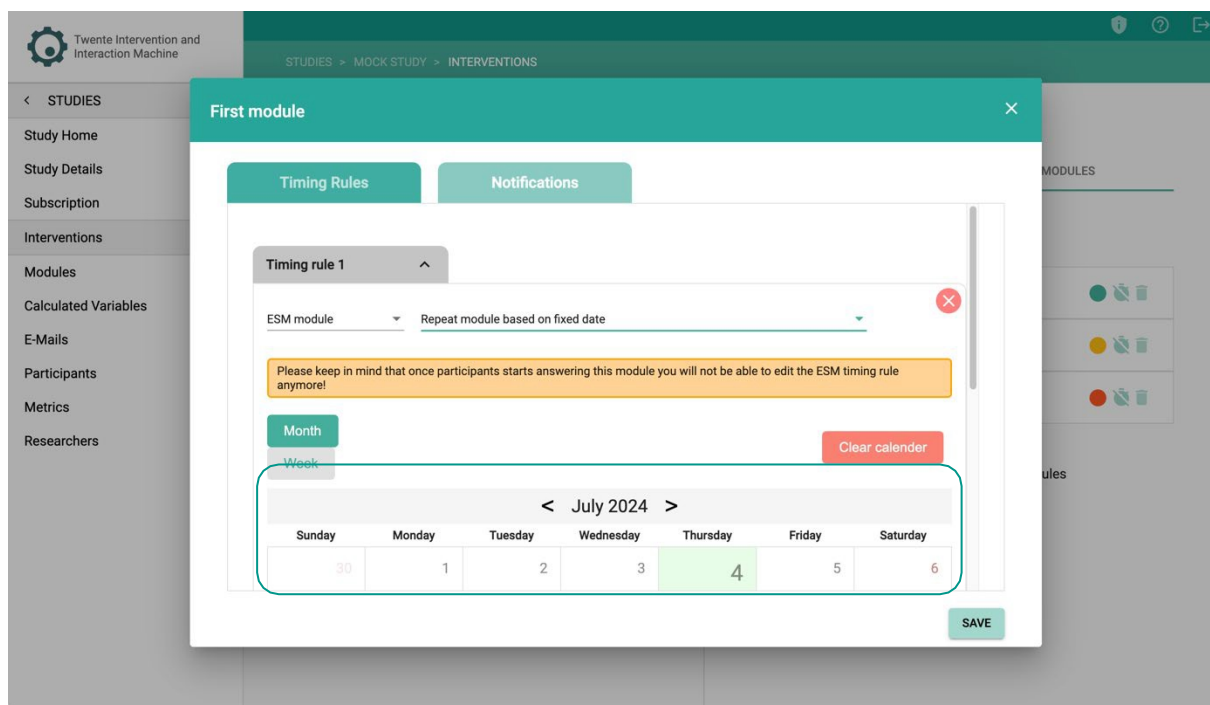 Twente Intervention and
Interaction Machine
STUDIES > MOCK STUDY > INTERVENTIONS
< STUDIES
Study Home
Study Details
Subscription
Interventions
Modules
Calculated Variables
E-Mails
Participants
Metrics
Researchers
First module
Timing Rules
Notifications
MODULES
Timing rule 1
ESM module
Repeat module based on fixed date
Please keep in mind that once participants starts answering this module you will not be able to edit the ESM timing rule
anymore!
Month
Week
Clear calender
ules
< July 2024 >
Sunday Monday Tuesday Wednesday Thursday Friday Saturday
30 1 2 3 4 5 6
SAVE